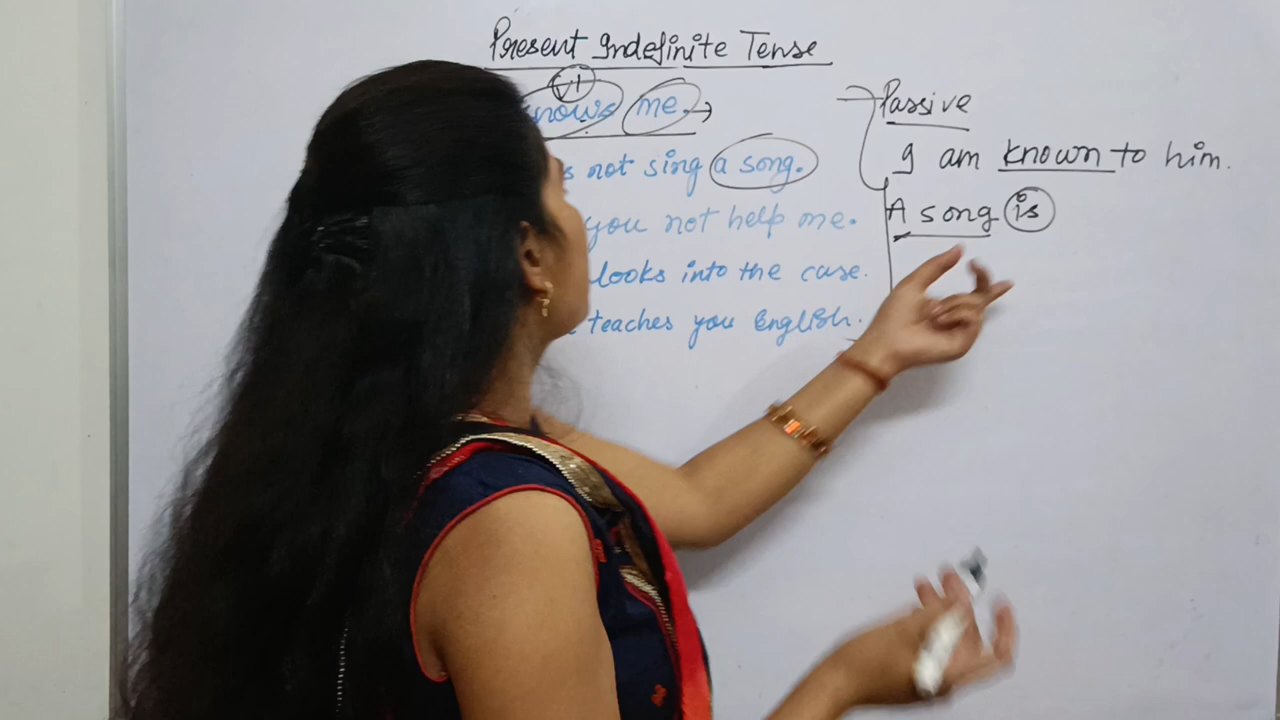 Present Indefinite Tense
knows me. →
V1
s not sing a song.
you not help me.
looks into the case.
teaches you English.
Passive
I am known to him.
A song is